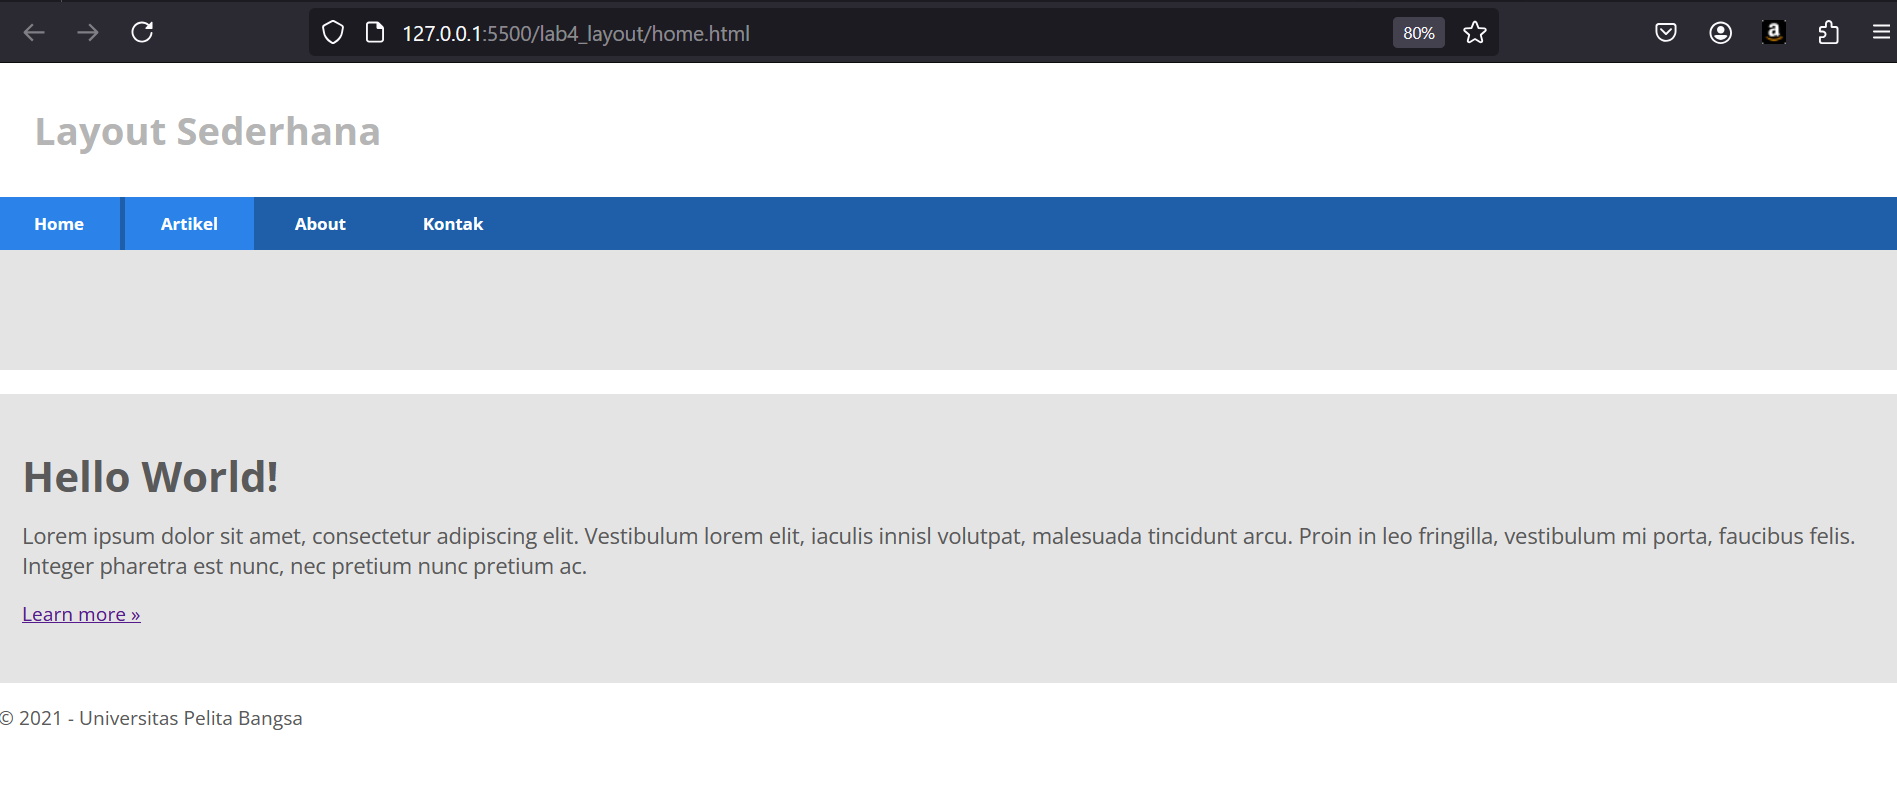 127.0.0.1:5500/lab4_layout/home.html 80%
Layout Sederhana
Home Artikel About Kontak
Hello World!
Lorem ipsum dolor sit amet, consectetur adipiscing elit. Vestibulum lorem elit, iaculis innisl volutpat, malesuada tincidunt arcu. Proin in leo fringilla, vestibulum mi porta, faucibus felis.
Integer pharetra est nunc, nec pretium nunc pretium ac.
Learn more »
© 2021 - Universitas Pelita Bangsa